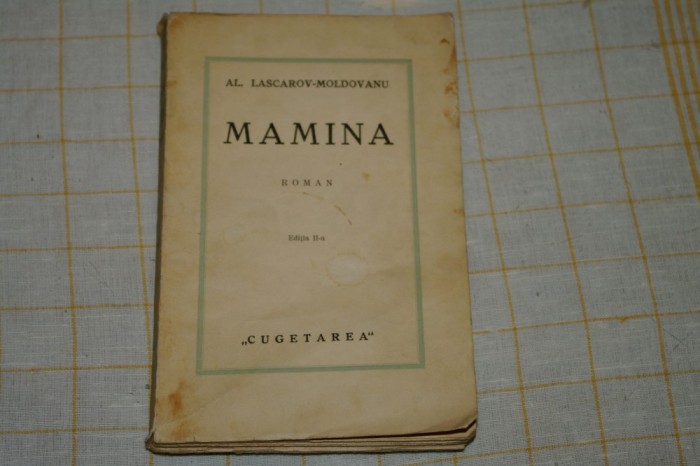 AL. LASCAROV-MOLDOVANU
MAMINA
ROMAN
Ediția II-a
„CUGETAREA"